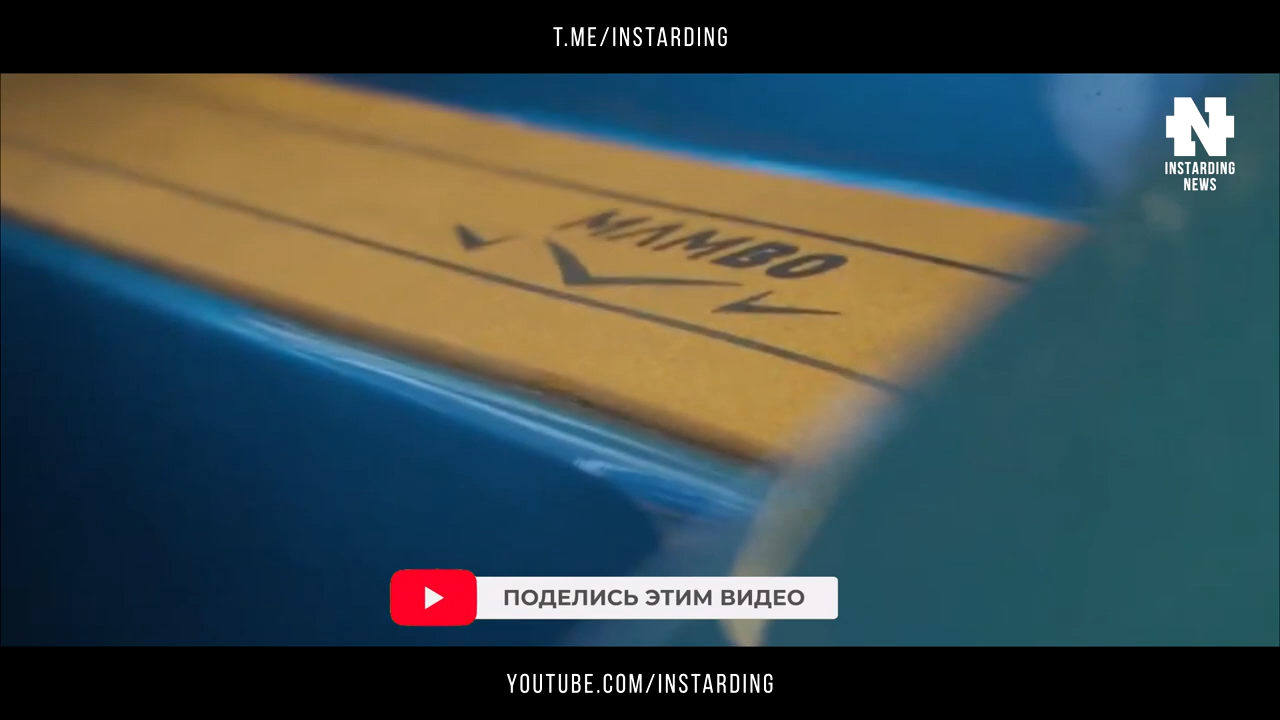 T.ME/INSTARDING
INSTARDING
NEWS
MAMBO
ПОДЕЛИСЬ ЭТИМ ВИДЕО
YOUTUBE.COM/INSTARDING